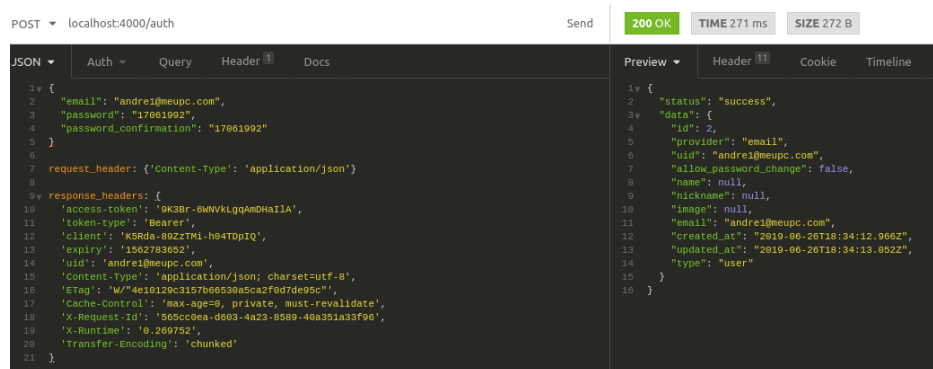 POST localhost:4000/auth Send 200 OK TIME 271 ms SIZE 272 B
JSON Auth Query Header 1 Docs
1 {
2 "email": "andre1@meupc.com",
3 "password": "17061992",
4 "password_confirmation": "17061992"
5 }
6
7 request_header: {'Content-Type': 'application/json'}
8
9 response_headers: {
10 'access-token': '9K3Br-6WNVkLgqAmDHaIlA',
11 'token-type': 'Bearer',
12 'client': 'K5Rda-89ZzTMi-h04TDpIQ',
13 'expiry': '1562783652',
14 'uid': 'andre1@meupc.com',
15 'Content-Type': 'application/json; charset=utf-8',
16 'ETag': 'W/"4e10129c3157b66530a5ca2f0d7de95c"',
17 'Cache-Control': 'max-age=0, private, must-revalidate',
18 'X-Request-Id': '565cc0ea-d603-4a23-8589-40a351a33f96',
19 'X-Runtime': '0.269752',
20 'Transfer-Encoding': 'chunked'
21 }
Preview Header 11 Cookie Timeline
1 {
2 "status": "success",
3 "data": {
4 "id": 2,
5 "provider": "email",
6 "uid": "andre1@meupc.com",
7 "allow_password_change": false,
8 "name": null,
9 "nickname": null,
10 "image": null,
11 "email": "andre1@meupc.com",
12 "created_at": "2019-06-26T18:34:12.966Z",
13 "updated_at": "2019-06-26T18:34:13.052Z",
14 "type": "user"
15 }
16 }